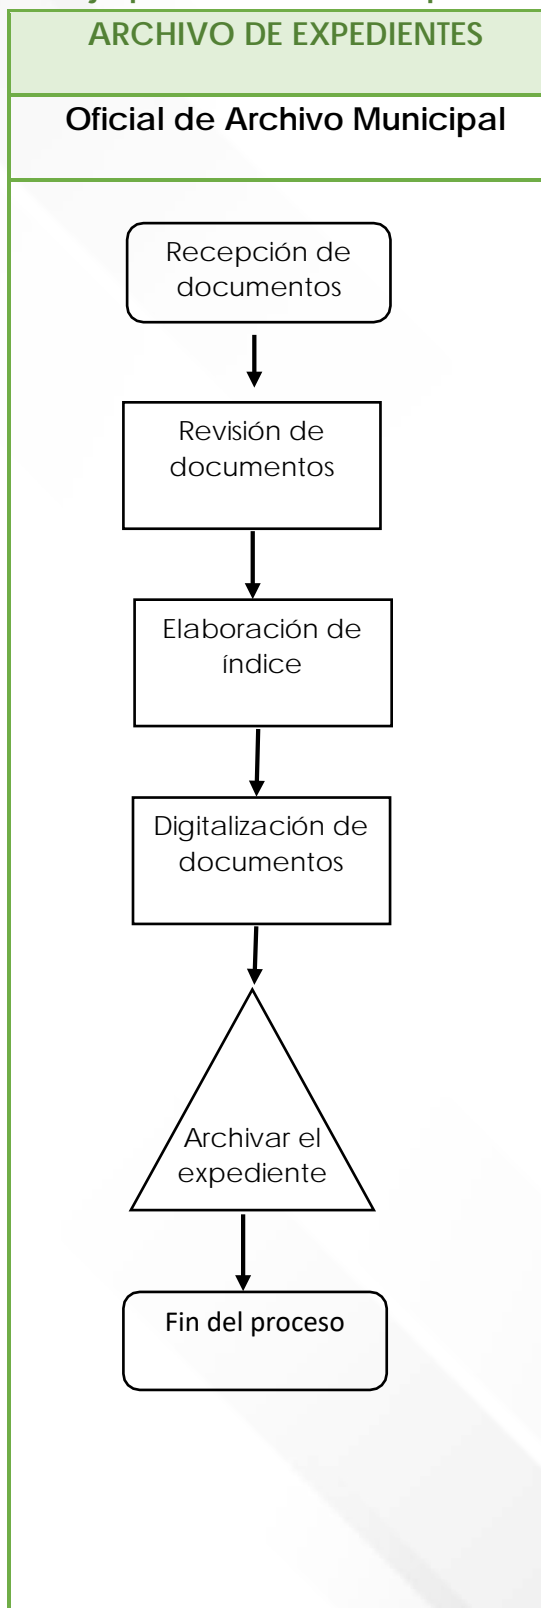 ARCHIVO DE EXPEDIENTES
Oficial de Archivo Municipal
Recepción de
documentos
Revisión de
documentos
Elaboración de
índice
Digitalización de
documentos
Archivar el
expediente
Fin del proceso